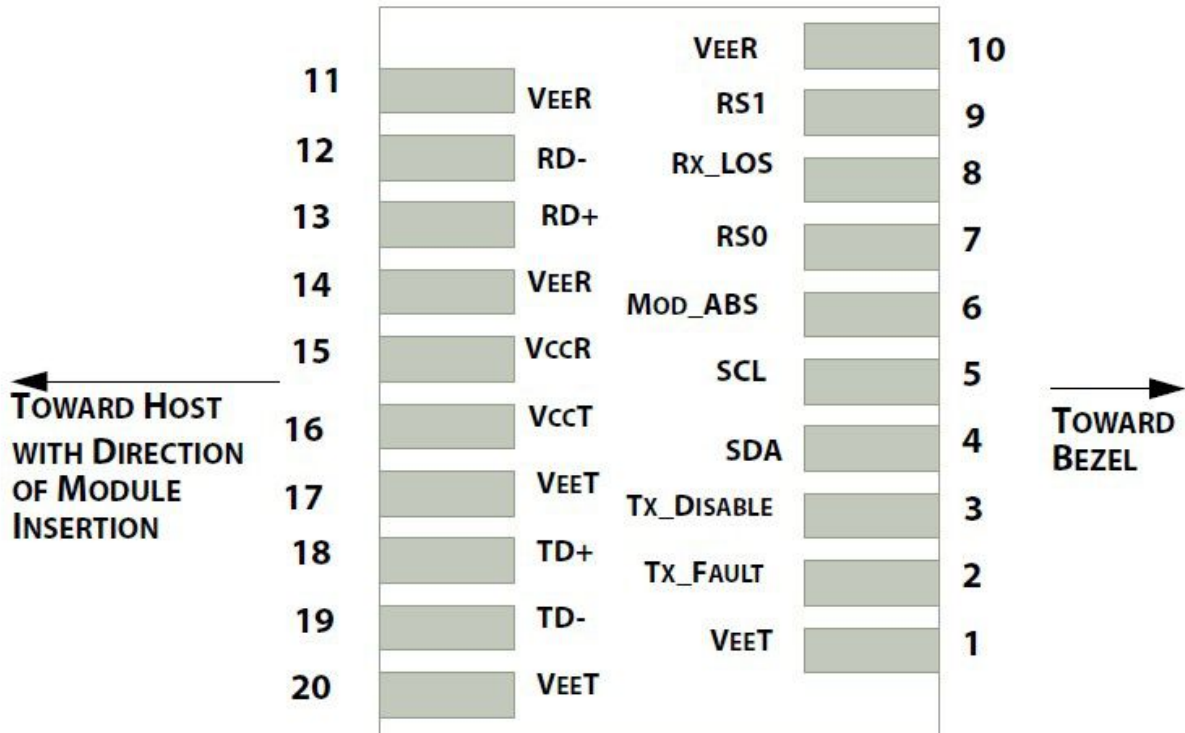 11 VEER
12 RD-
13 RD+
14 VEER
15 VCCR
16 VCCT
17 VEET
18 TD+
19 TD-
20 VEET
VEER 10
RS1 9
RX_LOS 8
RS0 7
MOD_ABS 6
SCL 5
SDA 4
TX_DISABLE 3
TX_FAULT 2
VEET 1
TOWARD HOST
WITH DIRECTION
OF MODULE
INSERTION
TOWARD
BEZEL